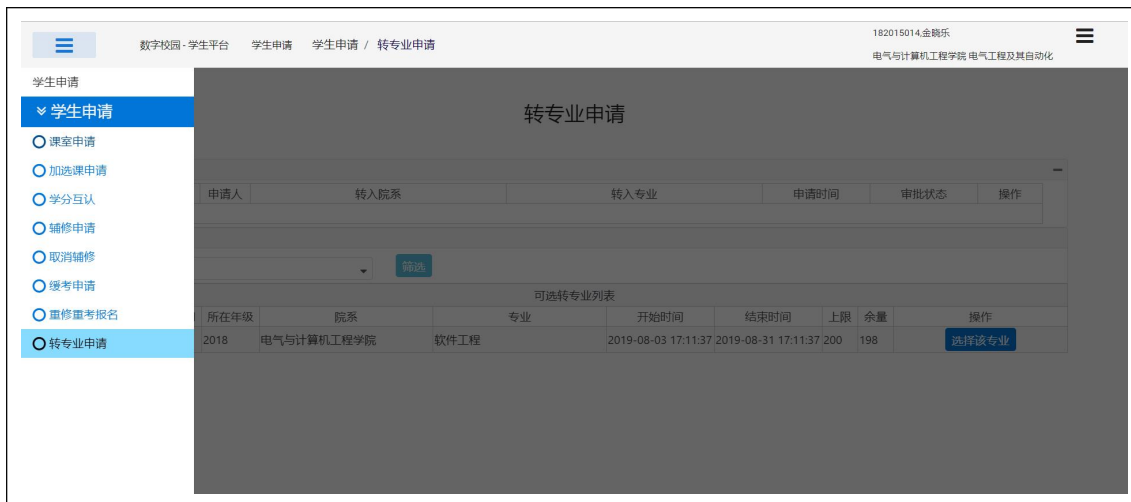 数字校园 - 学生平台 学生申请 学生申请 / 转专业申请
182015014,金晓乐
电气与计算机工程学院 电气工程及其自动化
学生申请
学生申请
课室申请
加选课申请
学分互认
辅修申请
取消辅修
缓考申请
重修重考报名
转专业申请
转专业申请
申请人 转入院系 转入专业 申请时间 审批状态 操作
筛选
可选转专业列表
所在年级 院系 专业 开始时间 结束时间 上限 余量 操作
2018 电气与计算机工程学院 软件工程 2019-08-03 17:11:37 2019-08-31 17:11:37 200 198 选择该专业